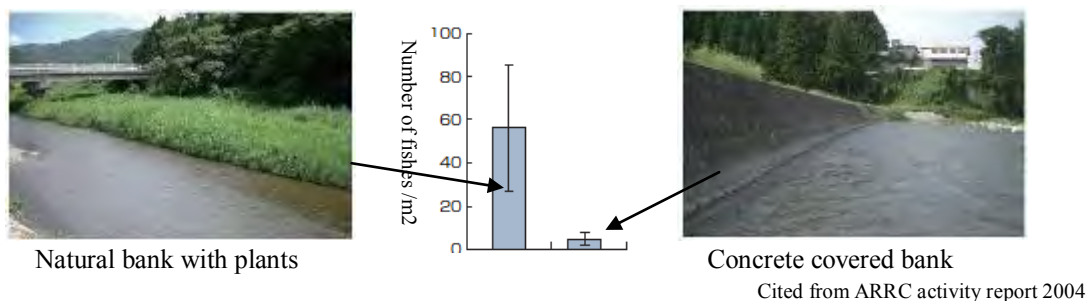 100
80
60
40
20
0
Number of fishes /m2
Natural bank with plants
Concrete covered bank
Cited from ARRC activity report 2004